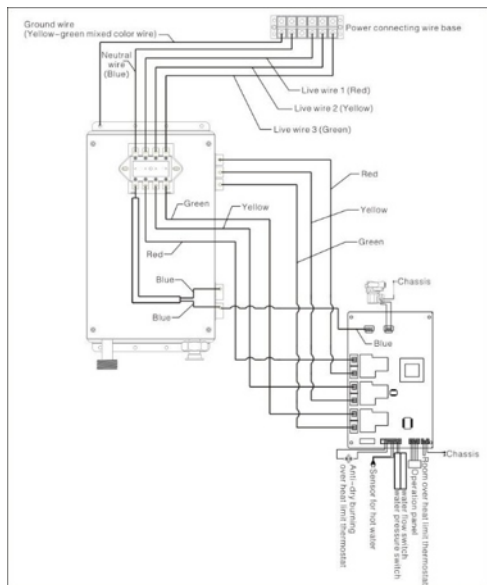 Ground wire
(Yellow-green mixed color wire)
Power connecting wire base
Neutral
wire
(Blue)
Live wire 1 (Red)
Live wire 2 (Yellow)
Live wire 3 (Green)
Red
Green
Yellow
Yellow
Red
Green
Blue
Blue
Chassis
Blue
Chassis
Anti-dry burning
over heat limit thermostat
Sensor for hot water
water flow switch
water pressure switch
Operation panel
Room over heat limit thermostat